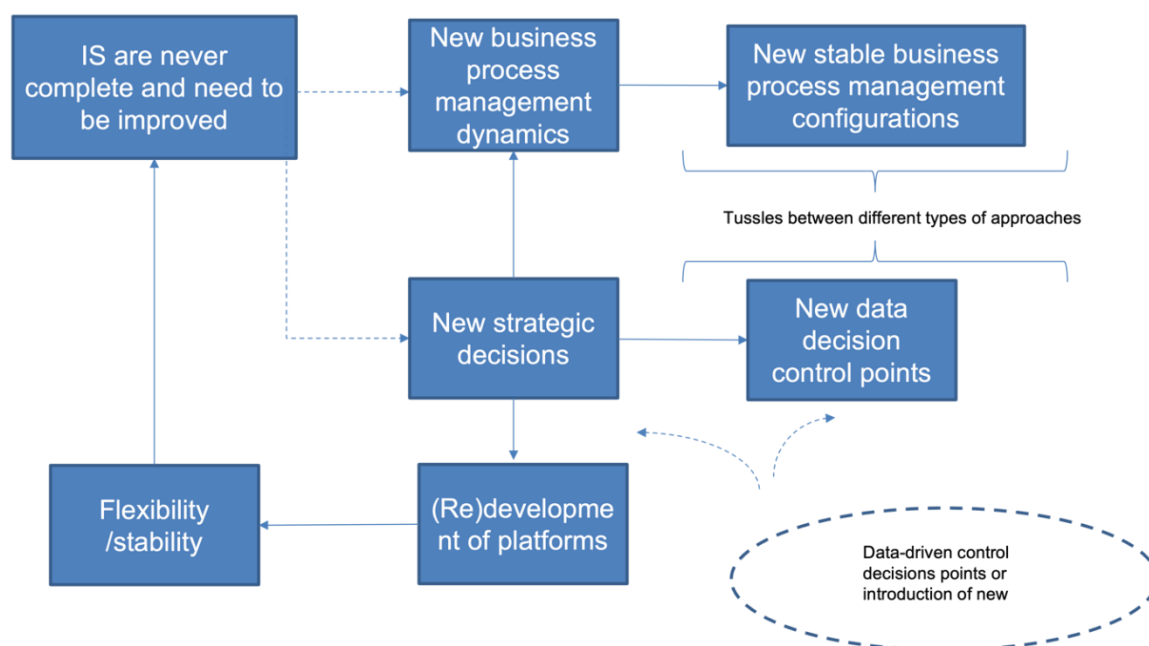 IS are never
complete and need to
be improved
New business
process
management
dynamics
New stable business
process management
configurations
Tussles between different types of approaches
New strategic
decisions
New data
decision
control points
Flexibility
/stability
(Re)developme
nt of platforms
Data-driven control
decisions points or
introduction of new